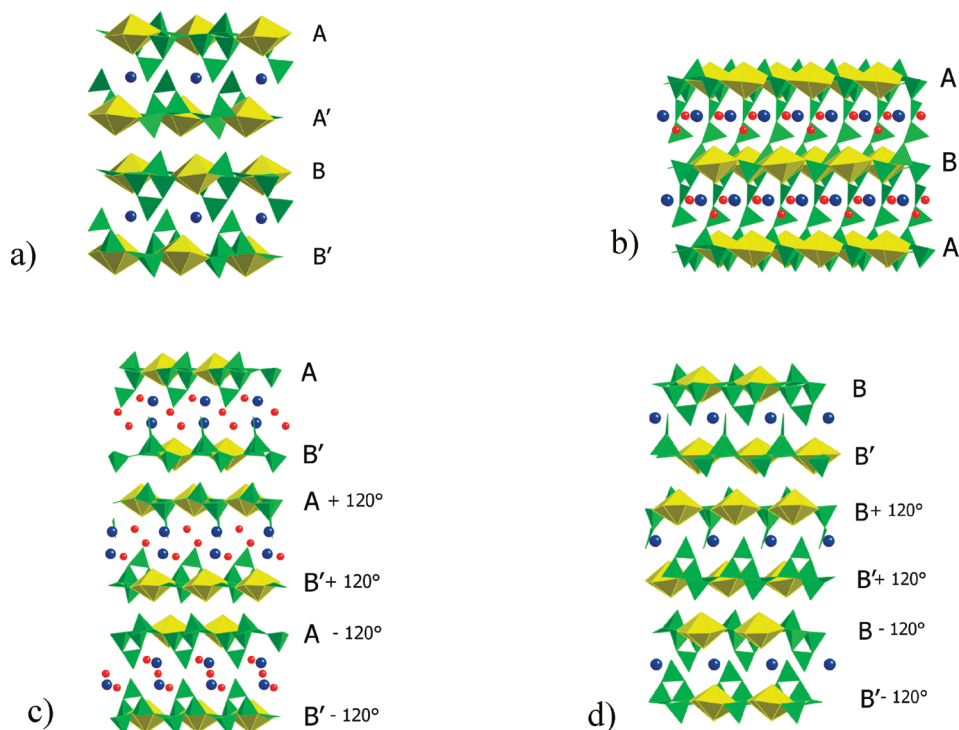 A
A′
B
B′
a)
A
B
A
b)
A
B′
A + 120°
B′+ 120°
A - 120°
B′ - 120°
c)
B
B′
B + 120°
B′+ 120°
B - 120°
B′- 120°
d)